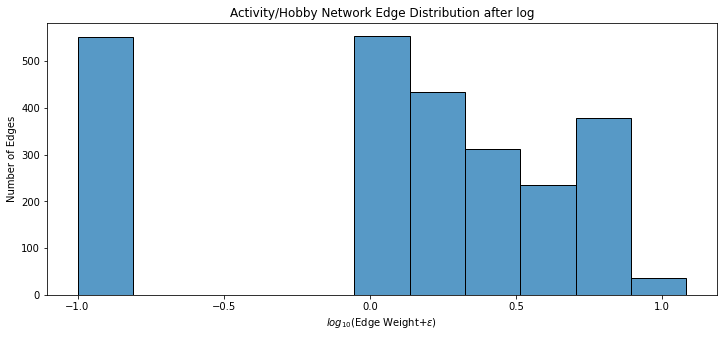 Activity/Hobby Network Edge Distribution after log
500
400
300
200
100
0
Number of Edges
−1.0 −0.5 0.0 0.5 1.0
log₁₀(Edge Weight+ε)